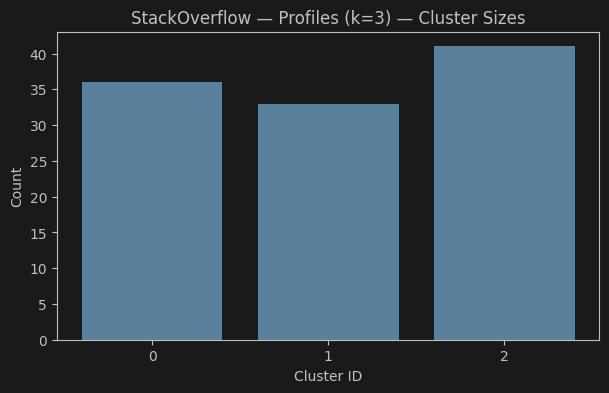 StackOverflow — Profiles (k=3) — Cluster Sizes
40
35
30
25
20
15
10
5
0
Count
0 1 2
Cluster ID